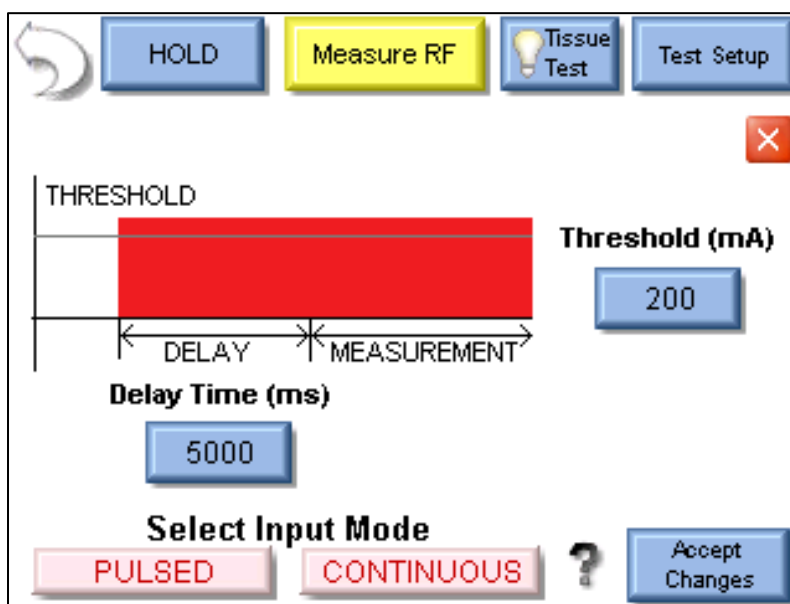 HOLD
Measure RF
Tissue
Test
Test Setup
THRESHOLD
Threshold (mA)
200
DELAY
MEASUREMENT
Delay Time (ms)
5000
Select Input Mode
PULSED
CONTINUOUS
?
Accept
Changes